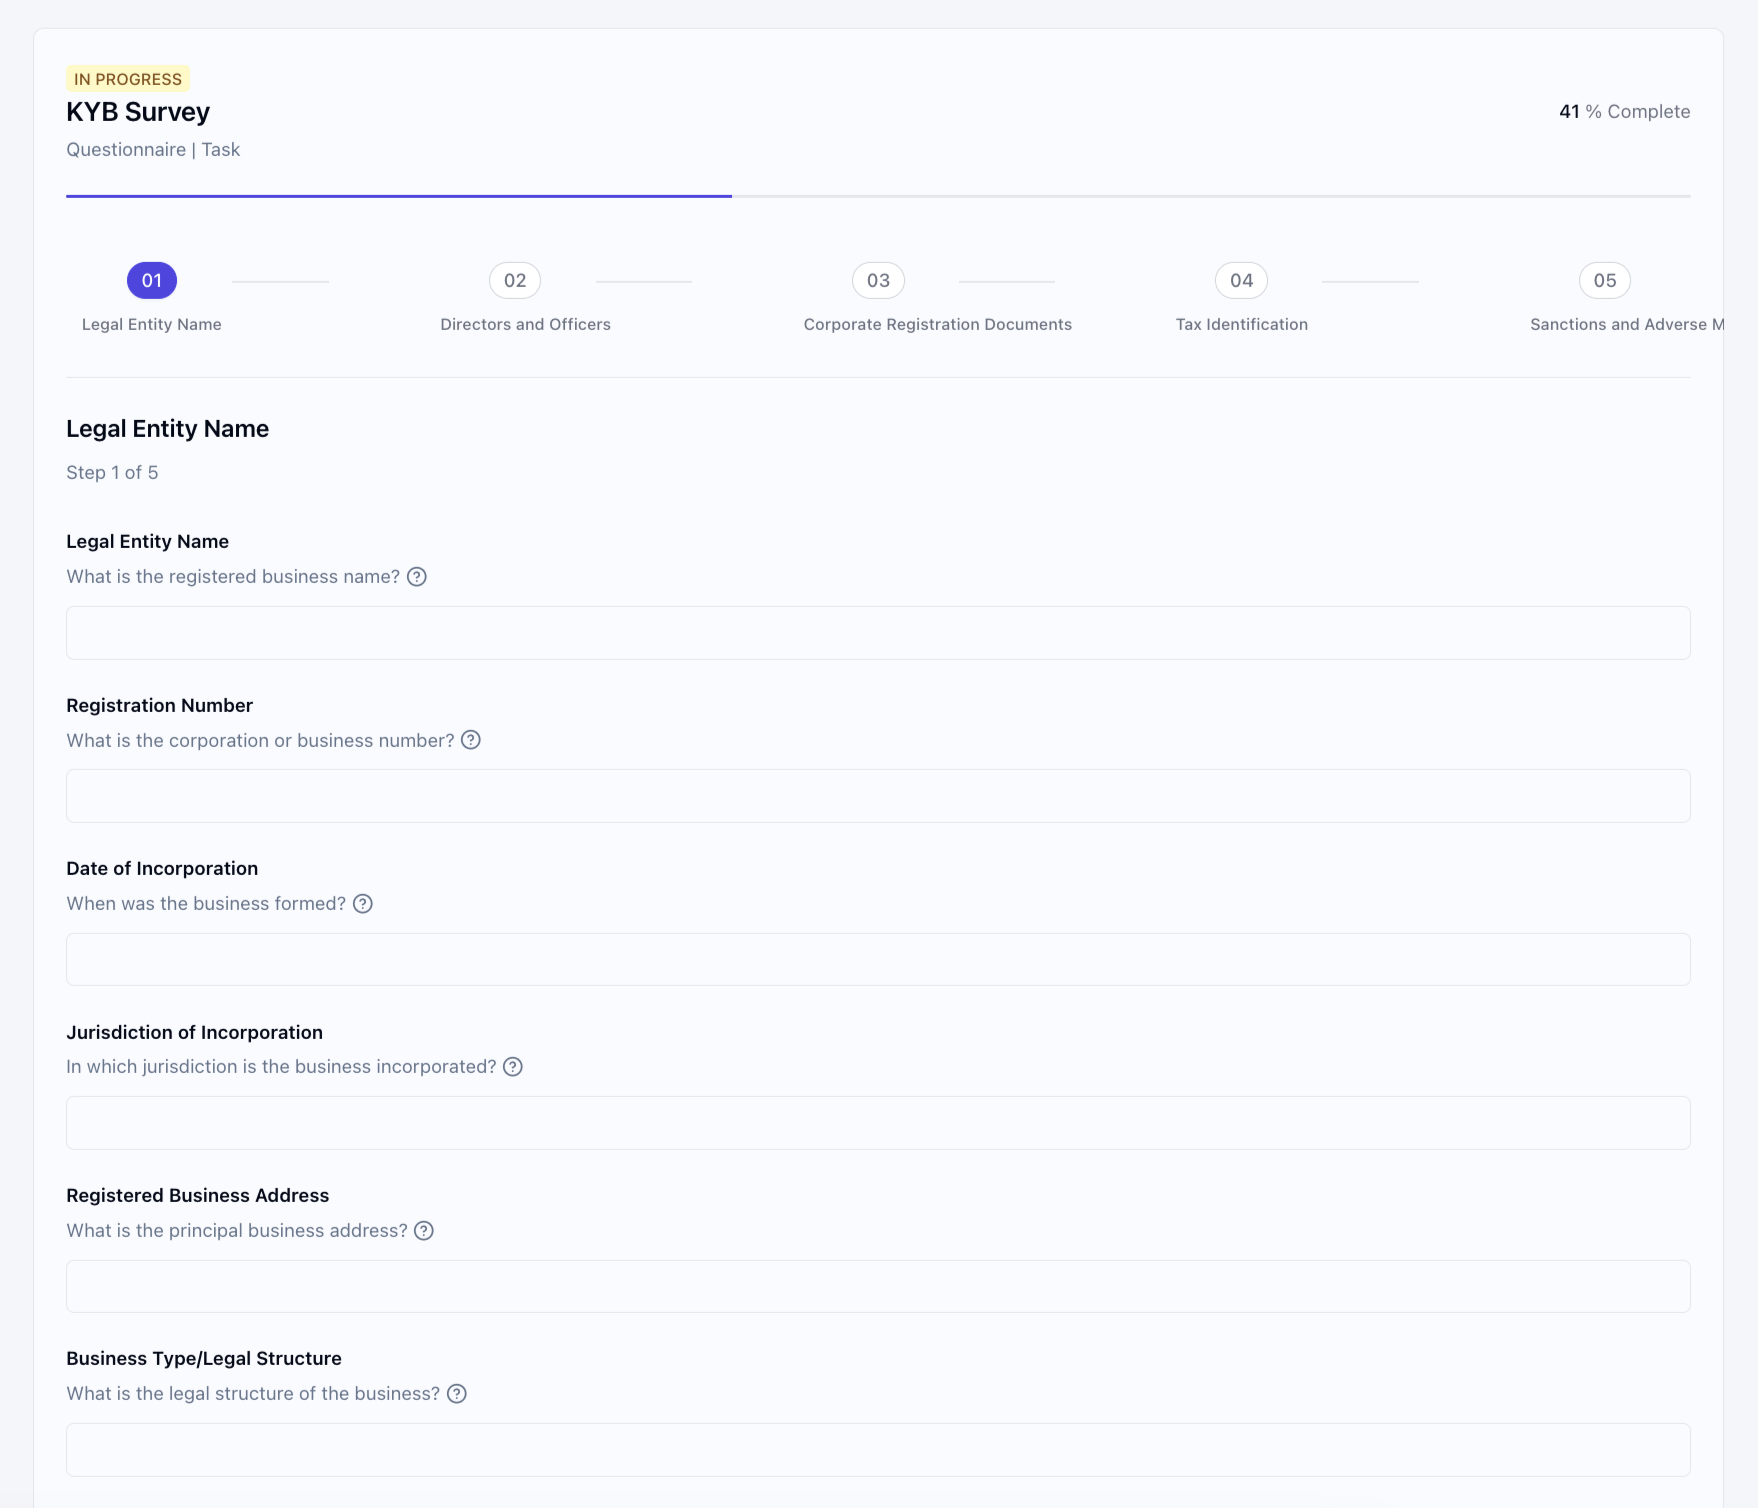 IN PROGRESS
KYB Survey
41 % Complete
Questionnaire | Task
01
02
03
04
05
Legal Entity Name
Directors and Officers
Corporate Registration Documents
Tax Identification
Sanctions and Adverse M
Legal Entity Name
Step 1 of 5
Legal Entity Name
What is the registered business name? ?
Registration Number
What is the corporation or business number? ?
Date of Incorporation
When was the business formed? ?
Jurisdiction of Incorporation
In which jurisdiction is the business incorporated? ?
Registered Business Address
What is the principal business address? ?
Business Type/Legal Structure
What is the legal structure of the business? ?